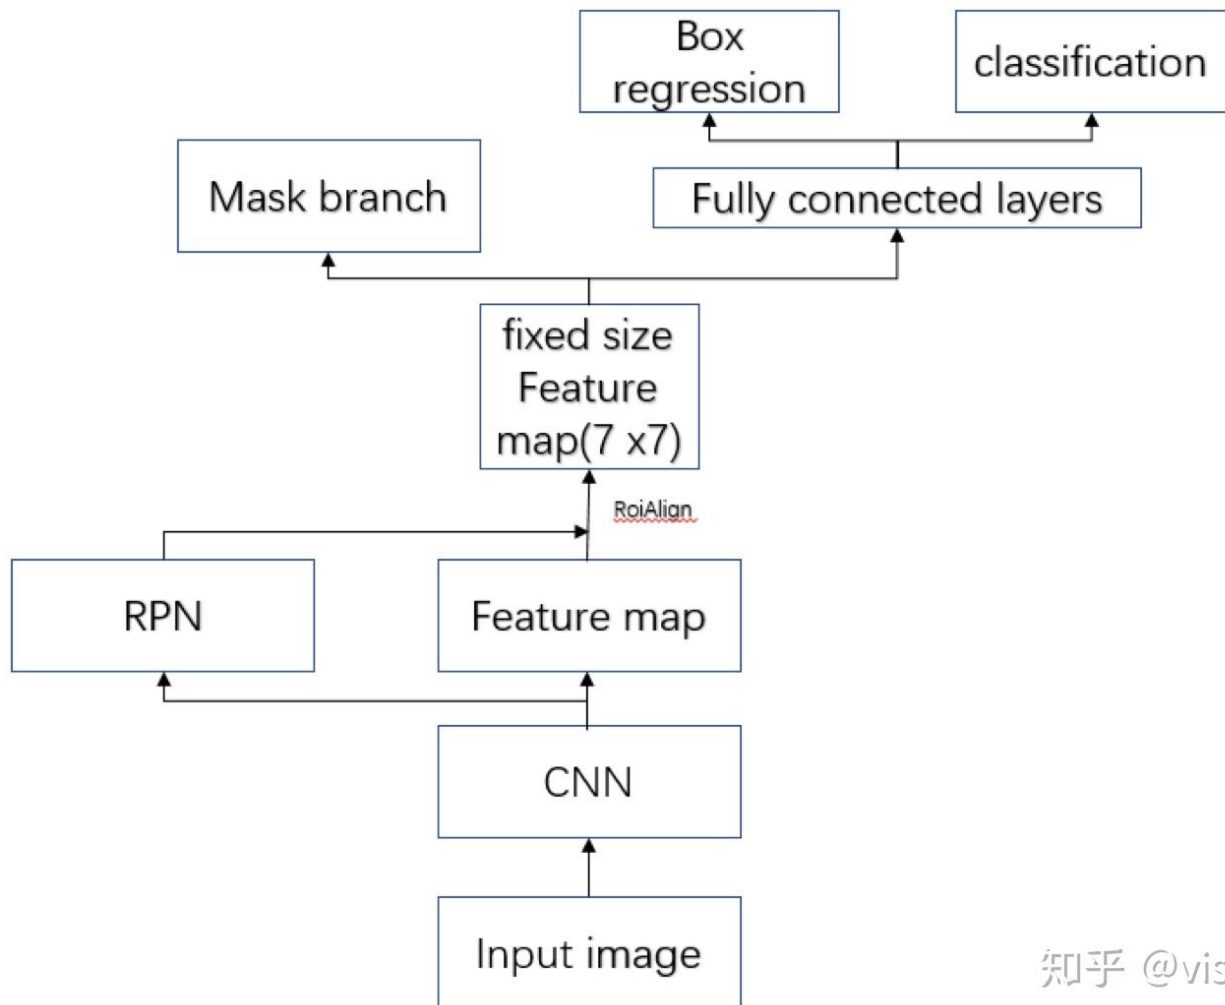 Box
regression
classification
Mask branch
Fully connected layers
fixed size
Feature
map(7 x7)
RoiAlign
RPN
Feature map
CNN
Input image
知乎 @vis